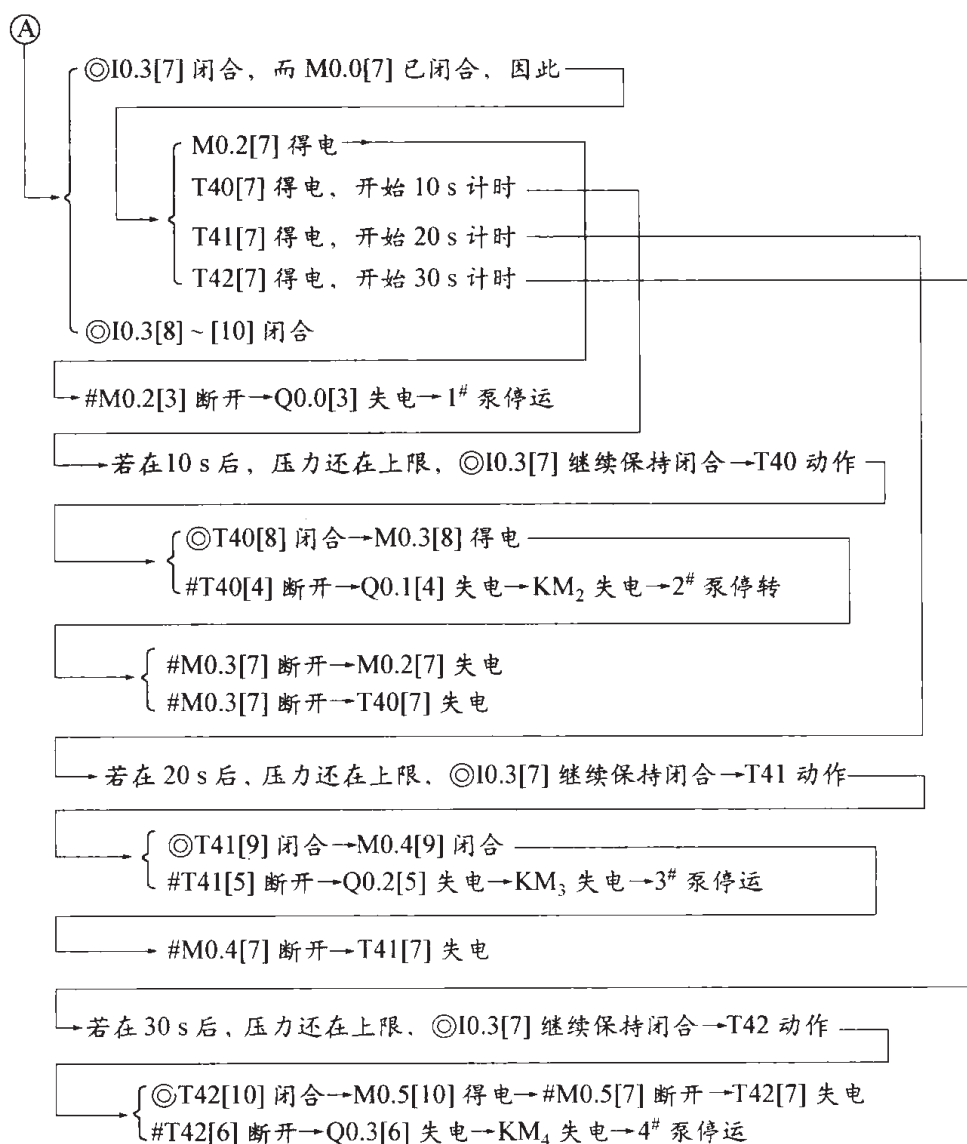 A
◎I0.3[7] 闭合，而 M0.0[7] 已闭合，因此
M0.2[7] 得电
T40[7] 得电，开始 10 s 计时
T41[7] 得电，开始 20 s 计时
T42[7] 得电，开始 30 s 计时
◎I0.3[8] ~ [10] 闭合
#M0.2[3] 断开→Q0.0[3] 失电→1# 泵停运
若在10 s 后，压力还在上限，◎I0.3[7] 继续保持闭合→T40 动作
◎T40[8] 闭合→M0.3[8] 得电
#T40[4] 断开→Q0.1[4] 失电→KM₂ 失电→2# 泵停转
#M0.3[7] 断开→M0.2[7] 失电
#M0.3[7] 断开→T40[7] 失电
若在 20 s 后，压力还在上限，◎I0.3[7] 继续保持闭合→T41 动作
◎T41[9] 闭合→M0.4[9] 闭合
#T41[5] 断开→Q0.2[5] 失电→KM₃ 失电→3# 泵停运
#M0.4[7] 断开→T41[7] 失电
若在 30 s 后，压力还在上限，◎I0.3[7] 继续保持闭合→T42 动作
◎T42[10] 闭合→M0.5[10] 得电→#M0.5[7] 断开→T42[7] 失电
#T42[6] 断开→Q0.3[6] 失电→KM₄ 失电→4# 泵停运